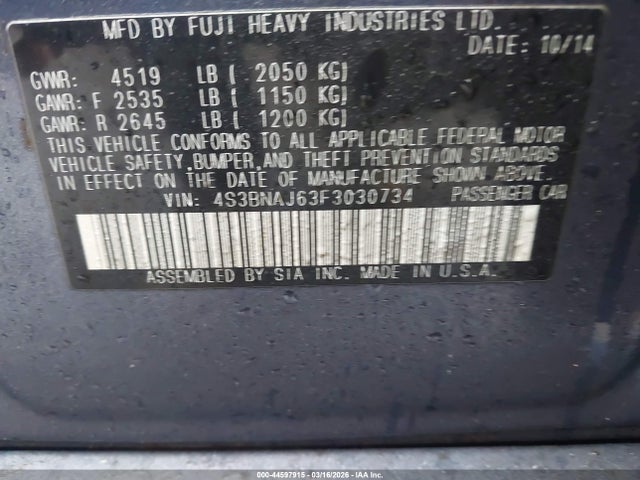 MFD BY FUJI HEAVY INDUSTRIES LTD.
DATE: 10/14
GVWR: 4519 LB ( 2050 KG)
GAWR: F 2535 LB ( 1150 KG)
GAWR: R 2645 LB ( 1200 KG)
THIS VEHICLE CONFORMS TO ALL APPLICABLE FEDERAL MOTOR
VEHICLE SAFETY,BUMPER,AND THEFT PREVENTION STANDARDS
IN EFFECT ON THE DATE OF MANUFACTURE SHOWN ABOVE.
VIN: 4S3BNAJ63F3030734 PASSENGER CAR
ASSEMBLED BY SIA INC. MADE IN U.S.A.
000-44597915 - 03/16/2026 - IAAI.COM